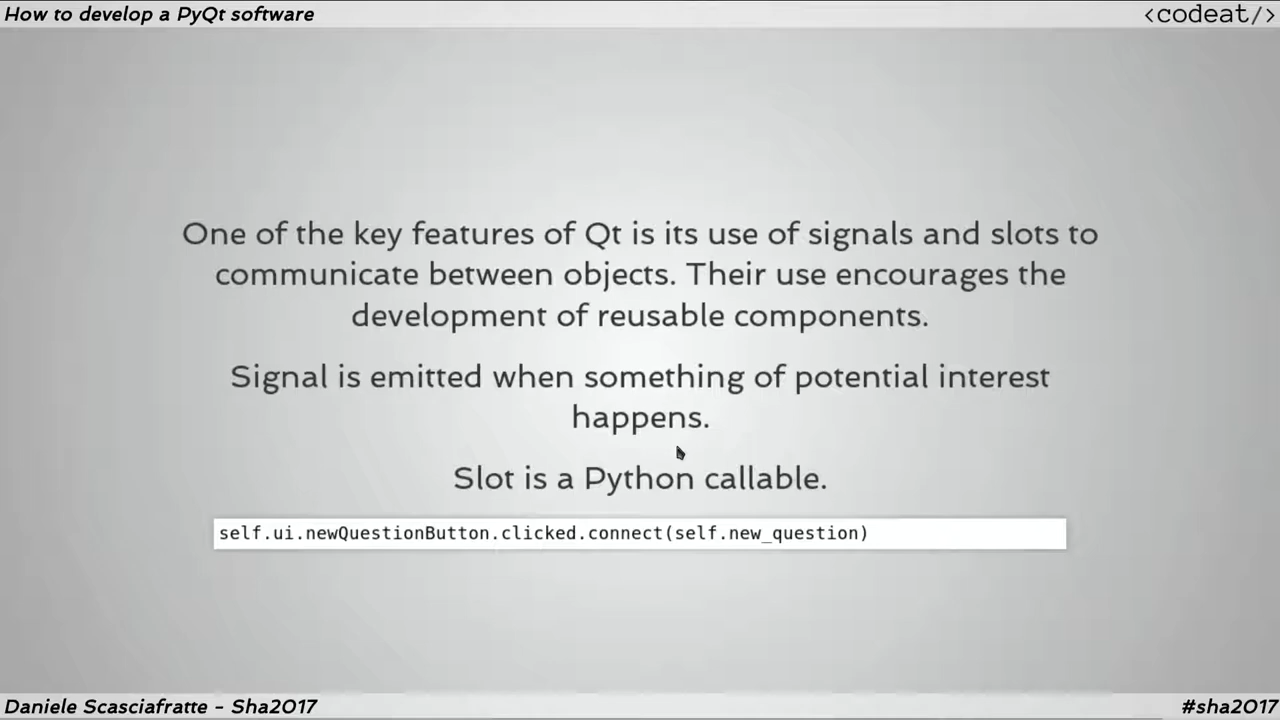 How to develop a PyQt software
<codeat/>
One of the key features of Qt is its use of signals and slots to
communicate between objects. Their use encourages the
development of reusable components.
Signal is emitted when something of potential interest
happens.
Slot is a Python callable.
self.ui.newQuestionButton.clicked.connect(self.new_question)
Daniele Scasciafratte - Sha2017
#sha2017